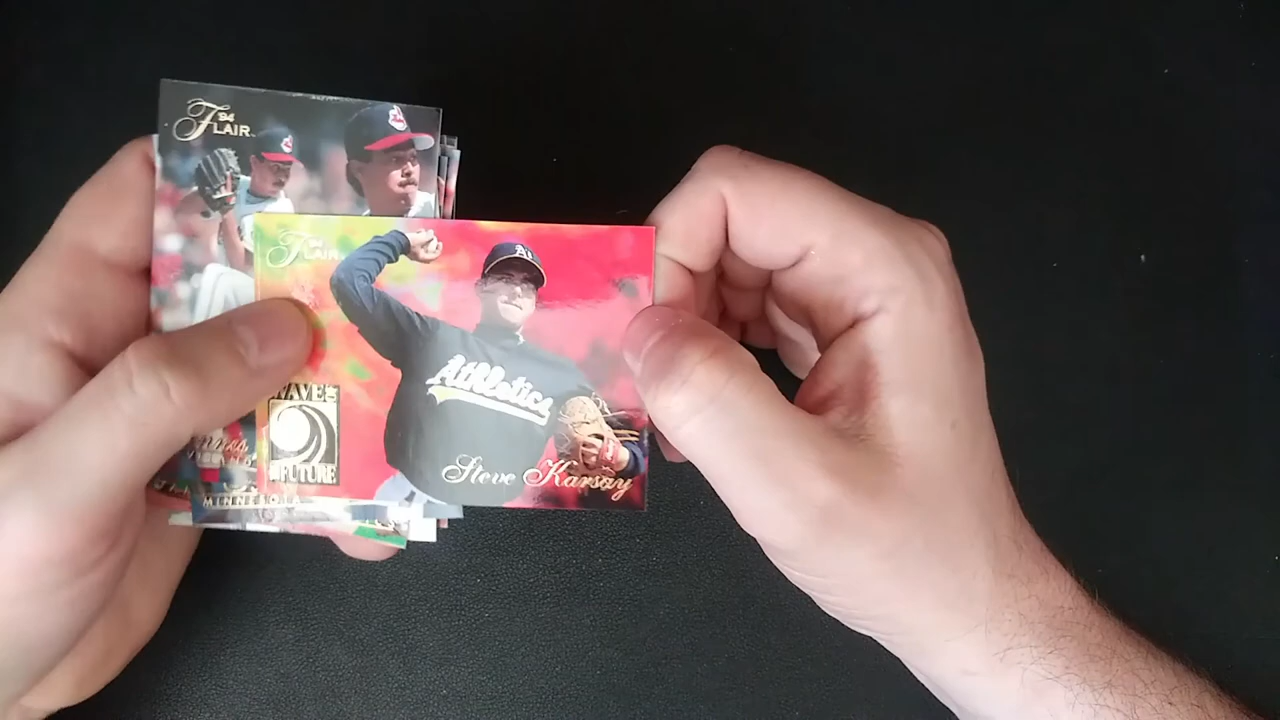 '94
FLAIR
'94
FLAIR
A's
Athletics
WAVE OF
THE FUTURE
Steve Karsay
MINNESOTA